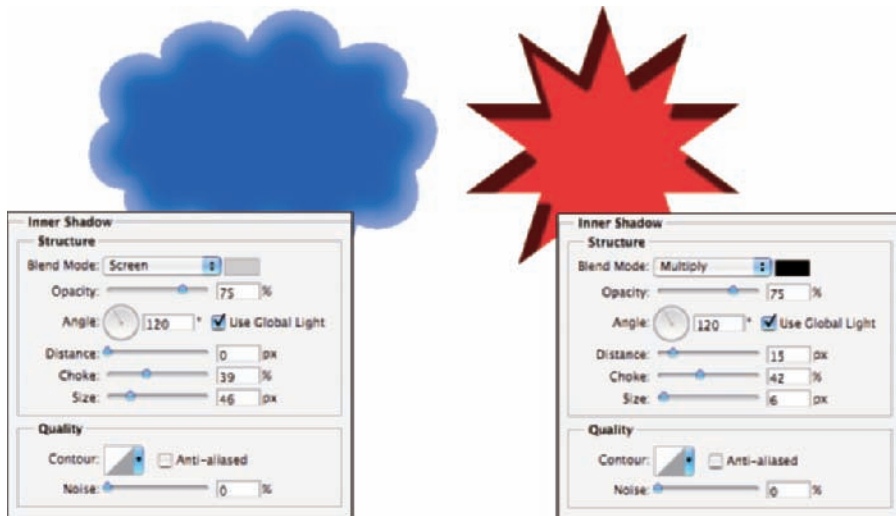 Inner Shadow
Structure
Blend Mode: Screen
Opacity: 75 %
Angle: 120 ° Use Global Light
Distance: 0 px
Choke: 39 %
Size: 46 px
Quality
Contour: Anti-aliased
Noise: 0 %
Inner Shadow
Structure
Blend Mode: Multiply
Opacity: 75 %
Angle: 120 ° Use Global Light
Distance: 15 px
Choke: 42 %
Size: 6 px
Quality
Contour: Anti-aliased
Noise: 0 %